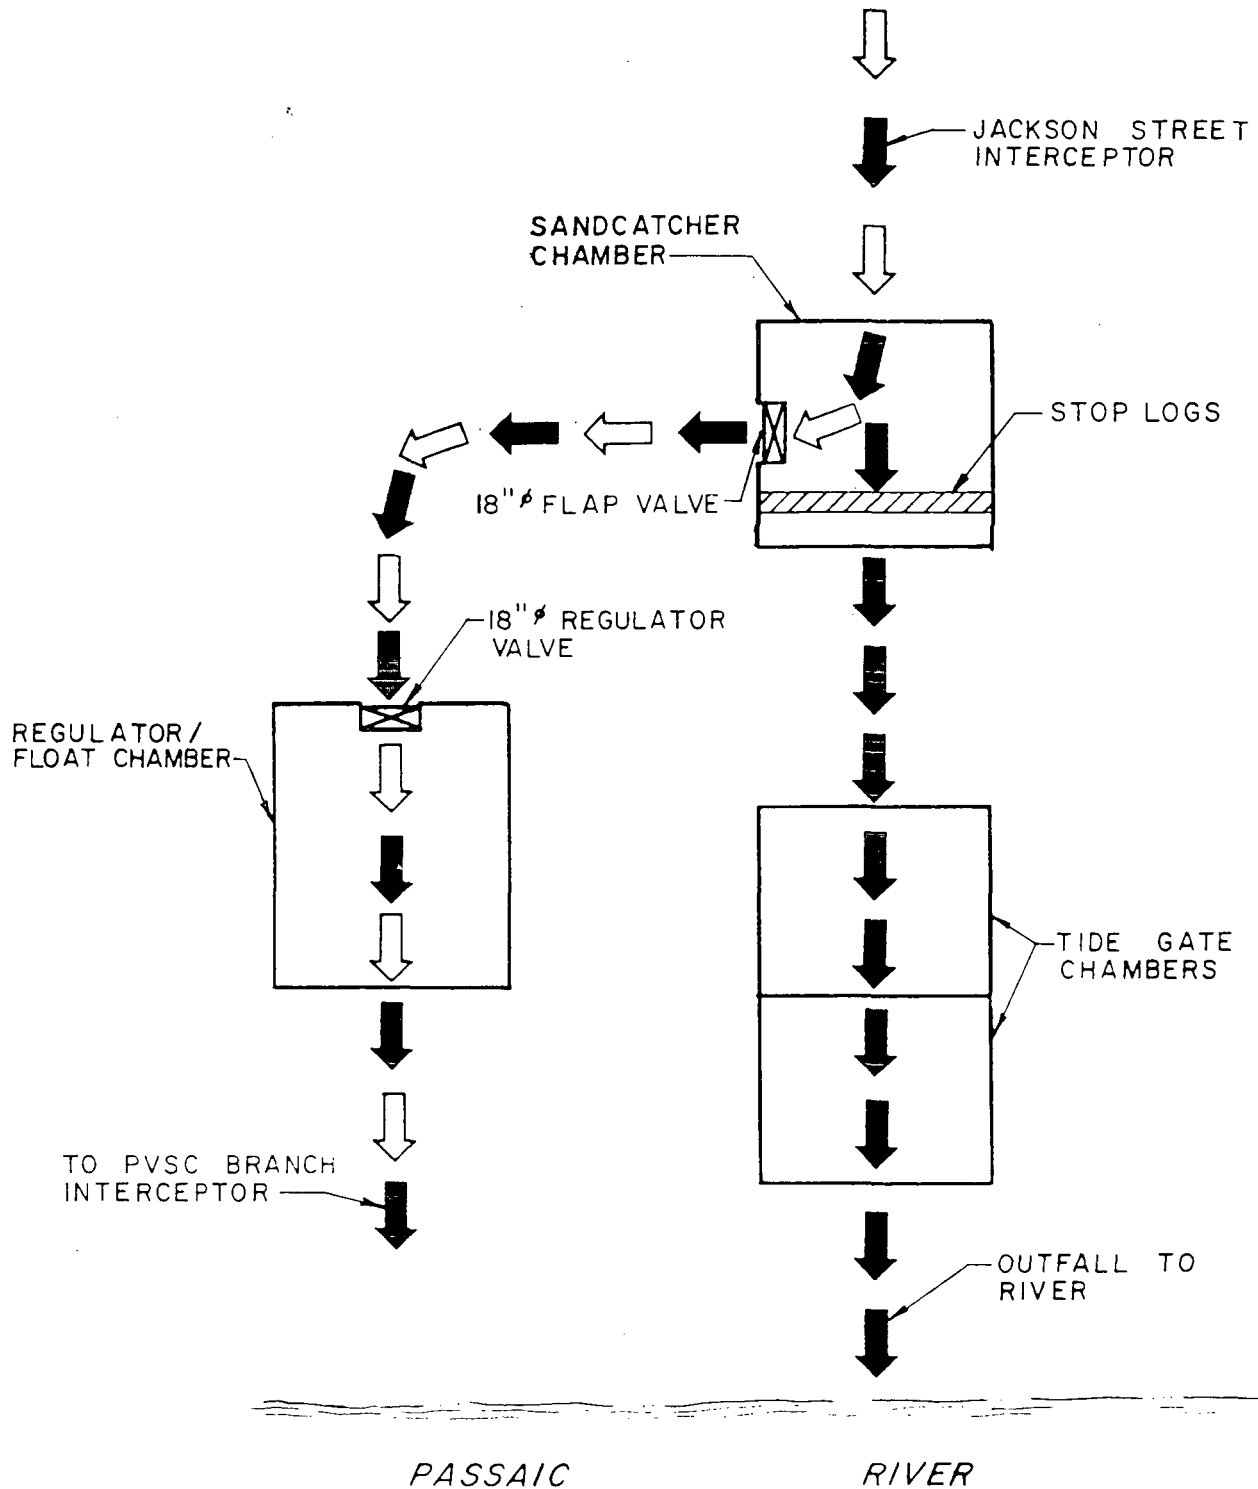 JACKSON STREET
INTERCEPTOR
SANDCATCHER
CHAMBER
STOP LOGS
18"ø FLAP VALVE
18"ø REGULATOR
VALVE
REGULATOR/
FLOAT CHAMBER
TIDE GATE
CHAMBERS
TO PVSC BRANCH
INTERCEPTOR
OUTFALL TO
RIVER
PASSAIC RIVER